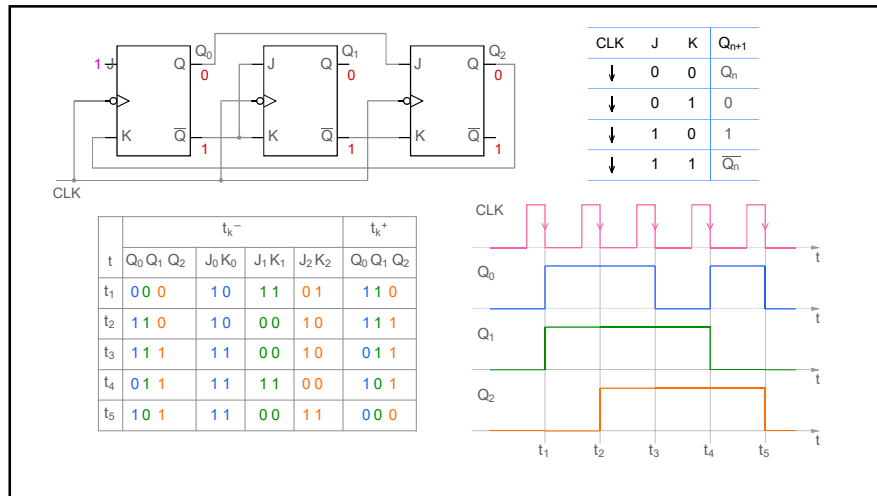 Q0 Q1 Q2
1 J Q 0 J Q 0 J Q 0
K Q̅ 1 K Q̅ 1 K Q̅ 1
CLK
CLK J K Qn+1
↓ 0 0 Qn
↓ 0 1 0
↓ 1 0 1
↓ 1 1 Q̅n
tk− tk+
t Q0 Q1 Q2 J0 K0 J1 K1 J2 K2 Q0 Q1 Q2
t1 0 0 0 1 0 1 1 0 1 1 1 0
t2 1 1 0 1 0 0 0 1 0 1 1 1
t3 1 1 1 1 1 0 0 1 0 0 1 1
t4 0 1 1 1 1 1 1 0 0 1 0 1
t5 1 0 1 1 1 0 0 1 1 0 0 0
CLK
t
Q0
t
Q1
t
Q2
t
t1 t2 t3 t4 t5